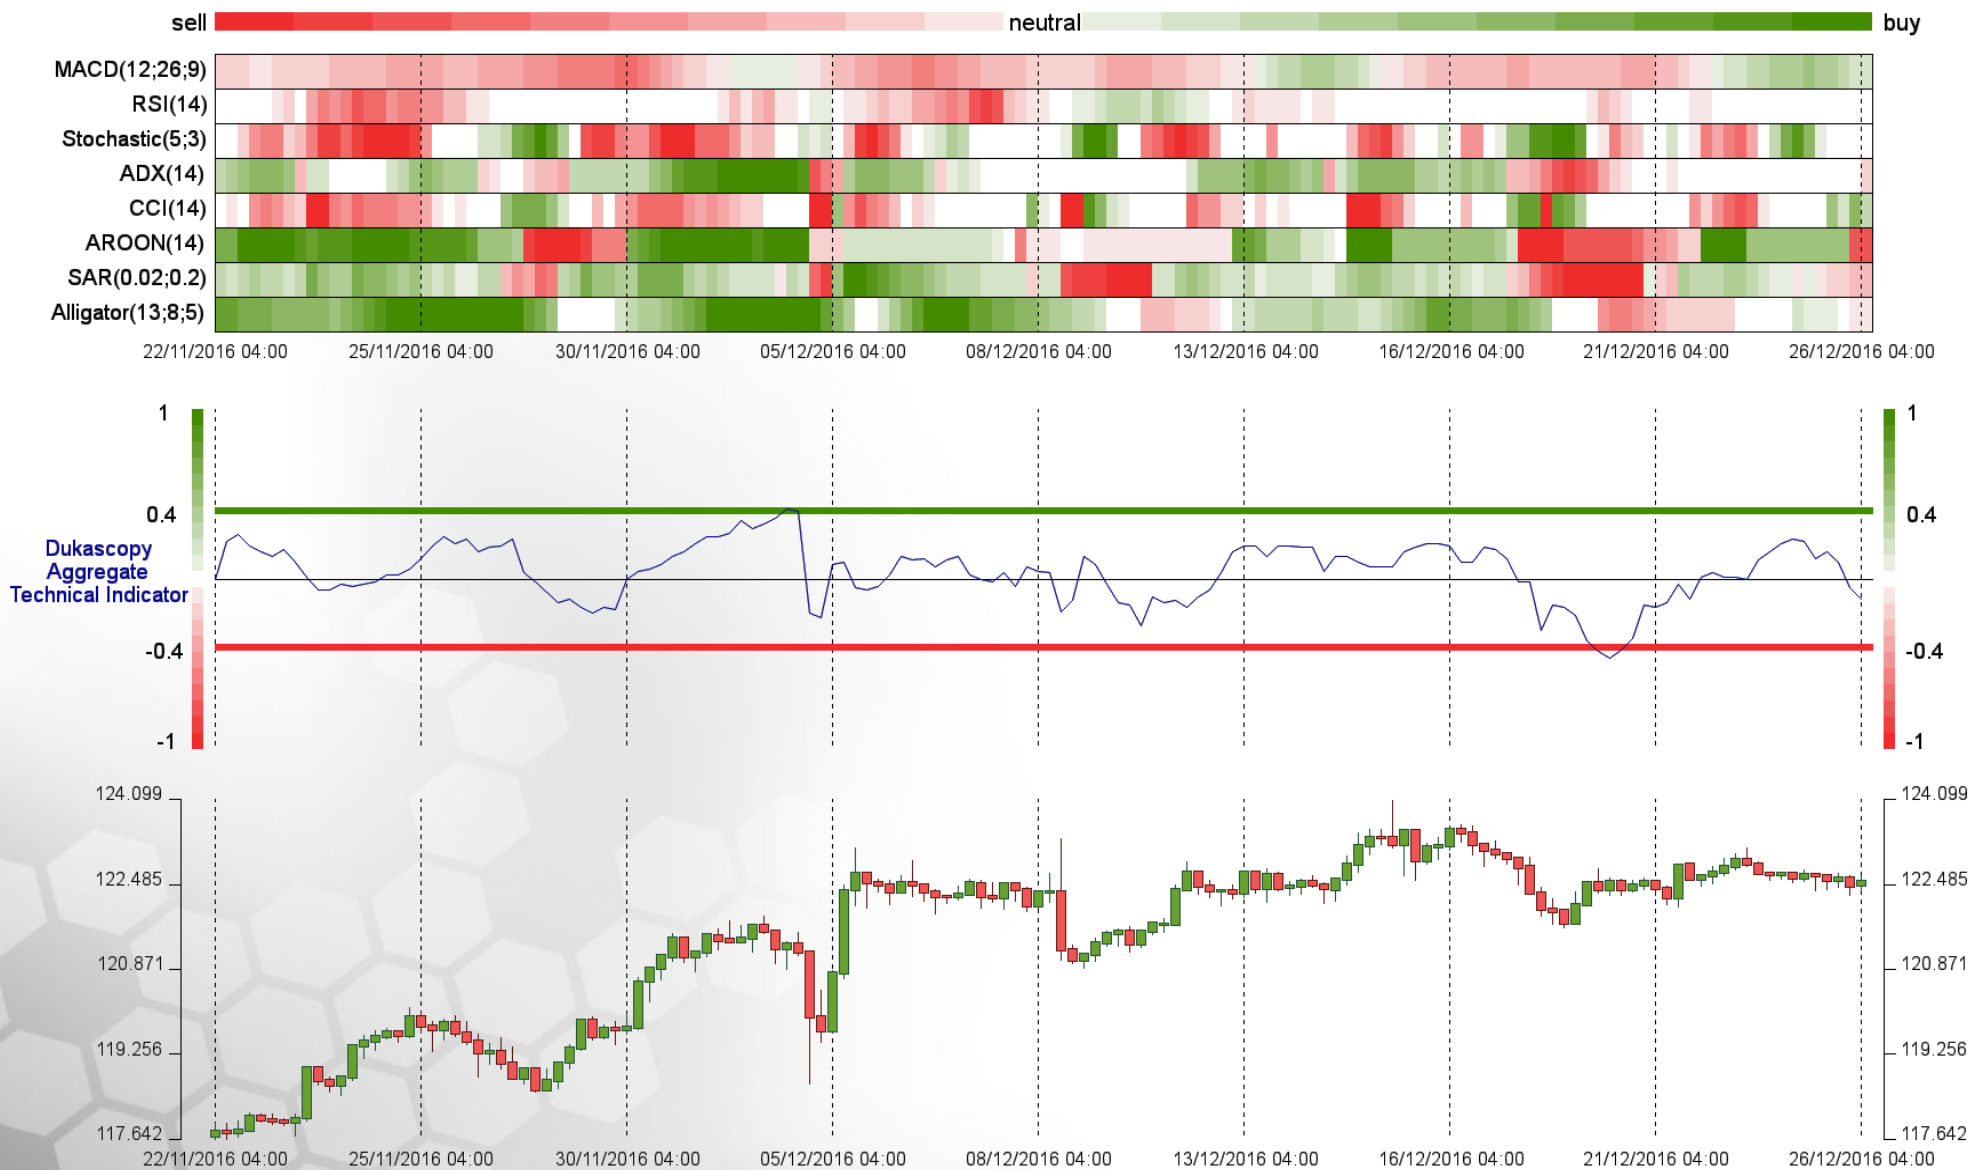 sell neutral buy
MACD(12;26;9)
RSI(14)
Stochastic(5;3)
ADX(14)
CCI(14)
AROON(14)
SAR(0.02;0.2)
Alligator(13;8;5)
22/11/2016 04:00 25/11/2016 04:00 30/11/2016 04:00 05/12/2016 04:00 08/12/2016 04:00 13/12/2016 04:00 16/12/2016 04:00 21/12/2016 04:00 26/12/2016 04:00
1 1
0.4 0.4
Dukascopy
Aggregate
Technical Indicator
-0.4 -0.4
-1 -1
124.099 124.099
122.485 122.485
120.871 120.871
119.256 119.256
117.642 117.642
22/11/2016 04:00 25/11/2016 04:00 30/11/2016 04:00 05/12/2016 04:00 08/12/2016 04:00 13/12/2016 04:00 16/12/2016 04:00 21/12/2016 04:00 26/12/2016 04:00